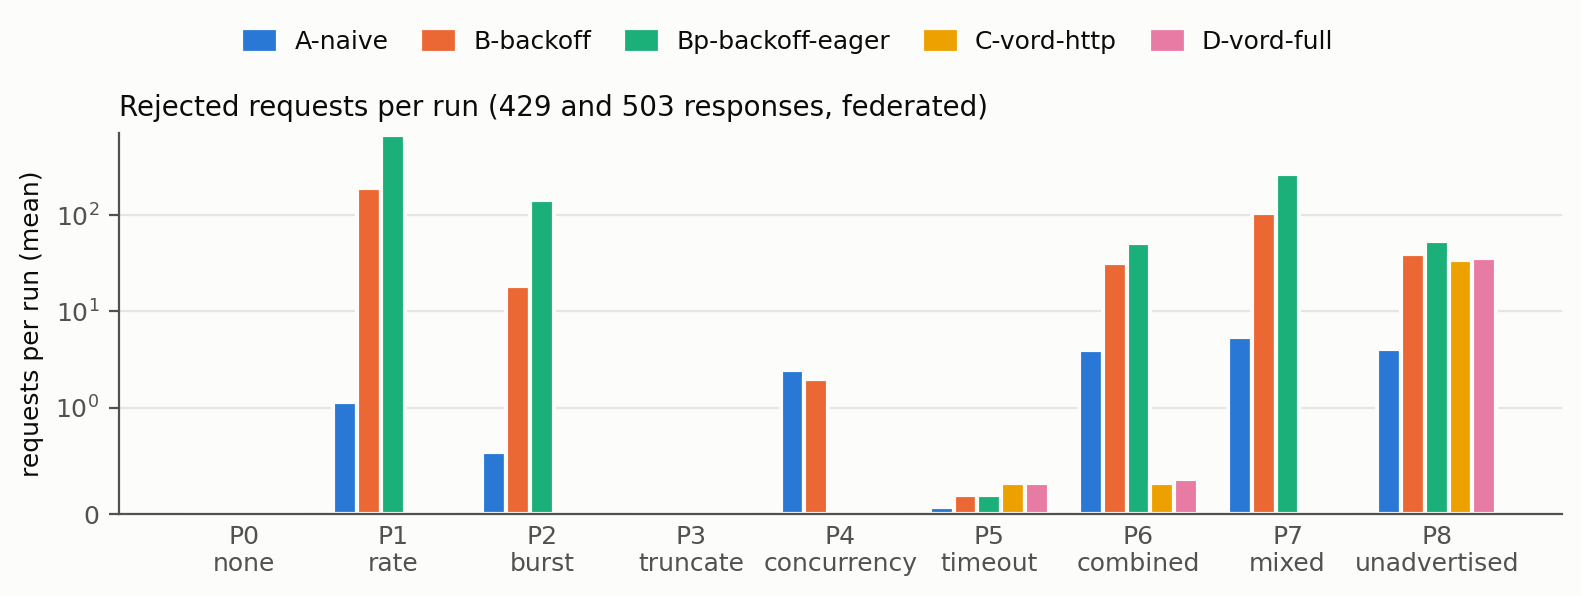 A-naive B-backoff Bp-backoff-eager C-vord-http D-vord-full
Rejected requests per run (429 and 503 responses, federated)
requests per run (mean)
10²
10¹
10⁰
0
P0 P1 P2 P3 P4 P5 P6 P7 P8
none rate burst truncate concurrency timeout combined mixed unadvertised